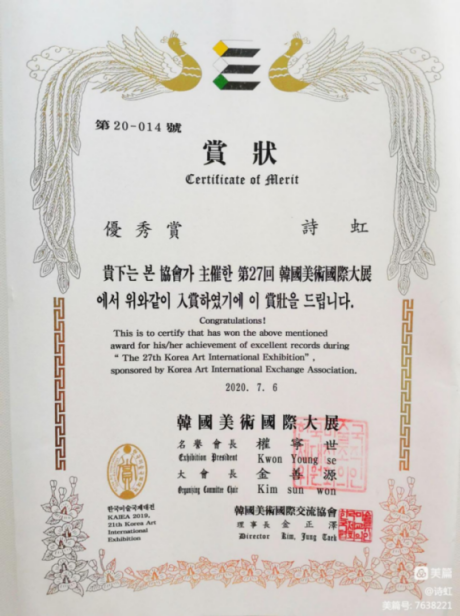 第 20-014 號
賞 狀
Certificate of Merit
優 秀 賞 詩 虹
貴下는 본 協會가 主催한 第27回 韓國美術國際大展
에서 위와같이 入賞하였기에 이 賞壯을 드립니다.
Congratulations!
This is to certify that has won the above mentioned
award for his/her achievement of excellent records during
“ The 27th Korea Art International Exhibition” ,
sponsored by Korea Art International Exchange Association.
2020. 7. 6
韓國美術國際大展
名 譽 會 長 權 寧 世
Exhibition President Kwon Young se
大 會 長 金 善 源
Organizing Committee Chair Kim sun won
韓國美術國際交流協會
理 事 長 金 正 澤
Director Kim, Jung Taek
賞
한국미술국제대전
KAIEA 2019,
21th Korea Art
International
Exhibition
美篇
@诗虹
美篇号: 7638221